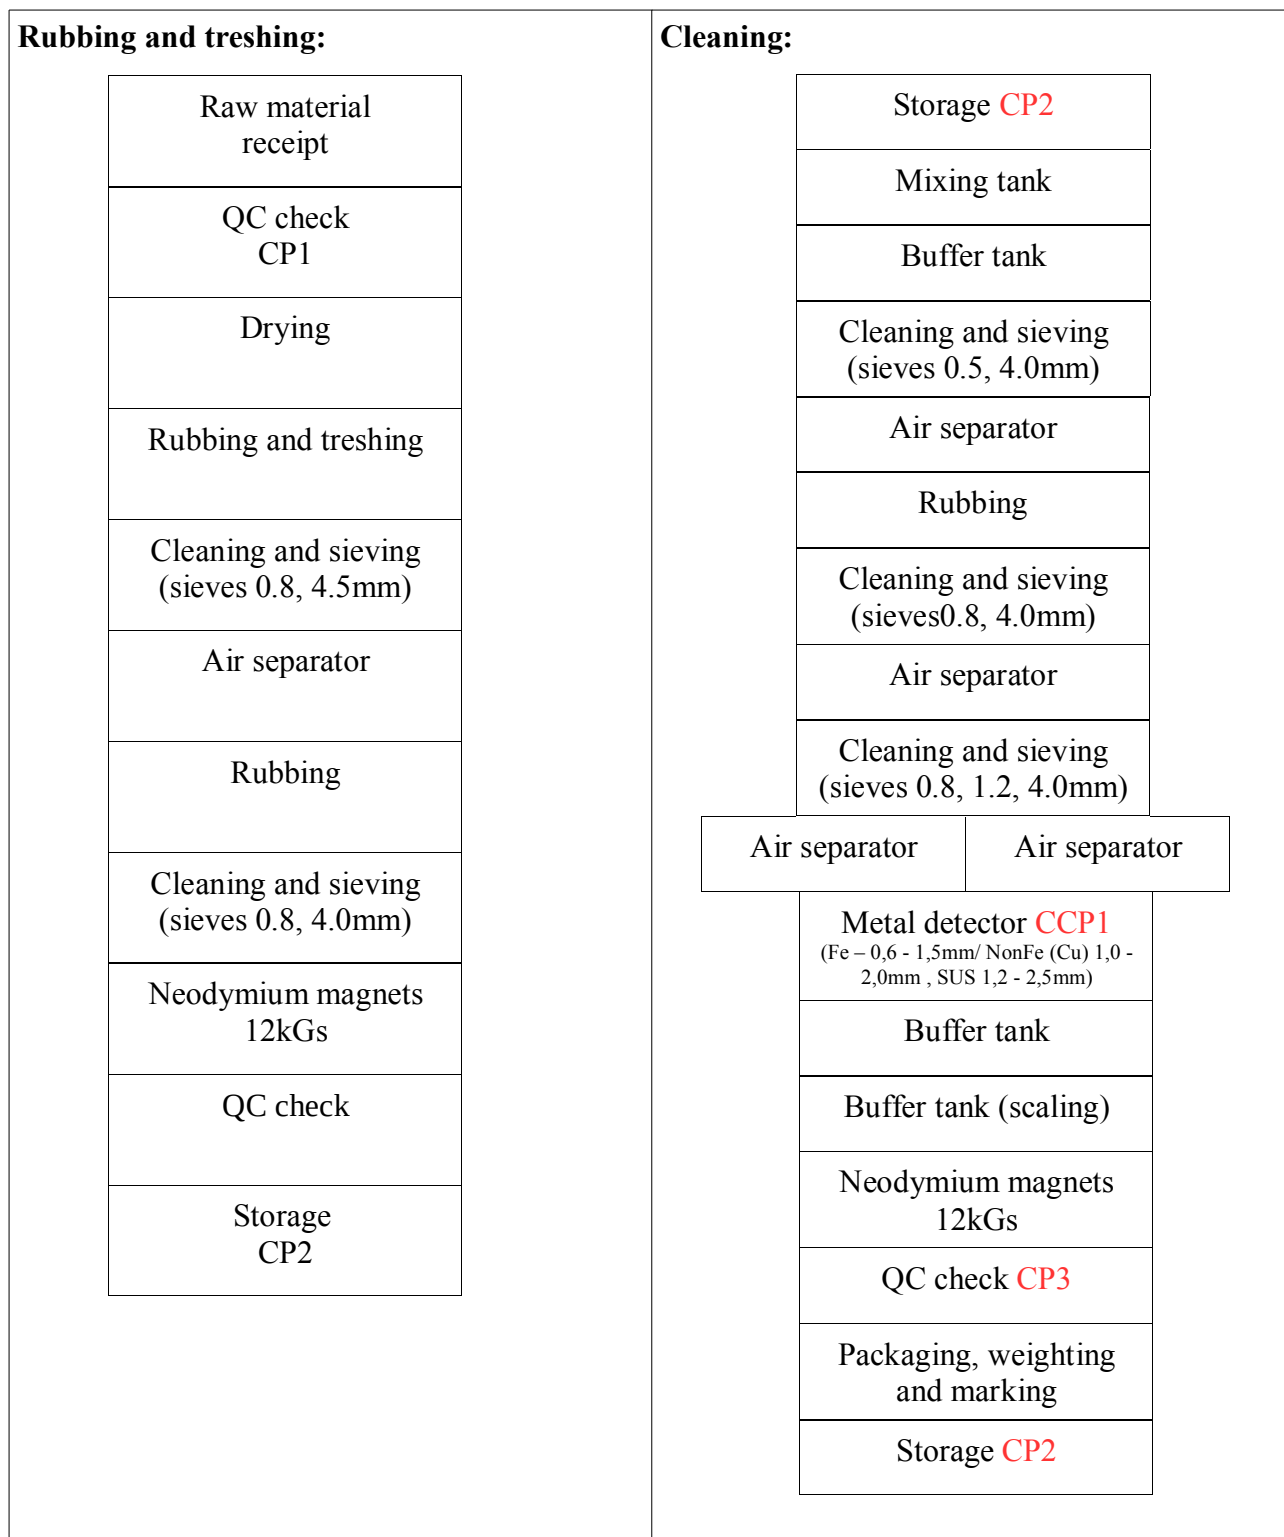 Rubbing and treshing:
Raw material
receipt
QC check
CP1
Drying
Rubbing and treshing
Cleaning and sieving
(sieves 0.8, 4.5mm)
Air separator
Rubbing
Cleaning and sieving
(sieves 0.8, 4.0mm)
Neodymium magnets
12kGs
QC check
Storage
CP2
Cleaning:
Storage CP2
Mixing tank
Buffer tank
Cleaning and sieving
(sieves 0.5, 4.0mm)
Air separator
Rubbing
Cleaning and sieving
(sieves0.8, 4.0mm)
Air separator
Cleaning and sieving
(sieves 0.8, 1.2, 4.0mm)
Air separator
Air separator
Metal detector CCP1
(Fe – 0,6 - 1,5mm/ NonFe (Cu) 1,0 -
2,0mm , SUS 1,2 - 2,5mm)
Buffer tank
Buffer tank (scaling)
Neodymium magnets
12kGs
QC check CP3
Packaging, weighting
and marking
Storage CP2